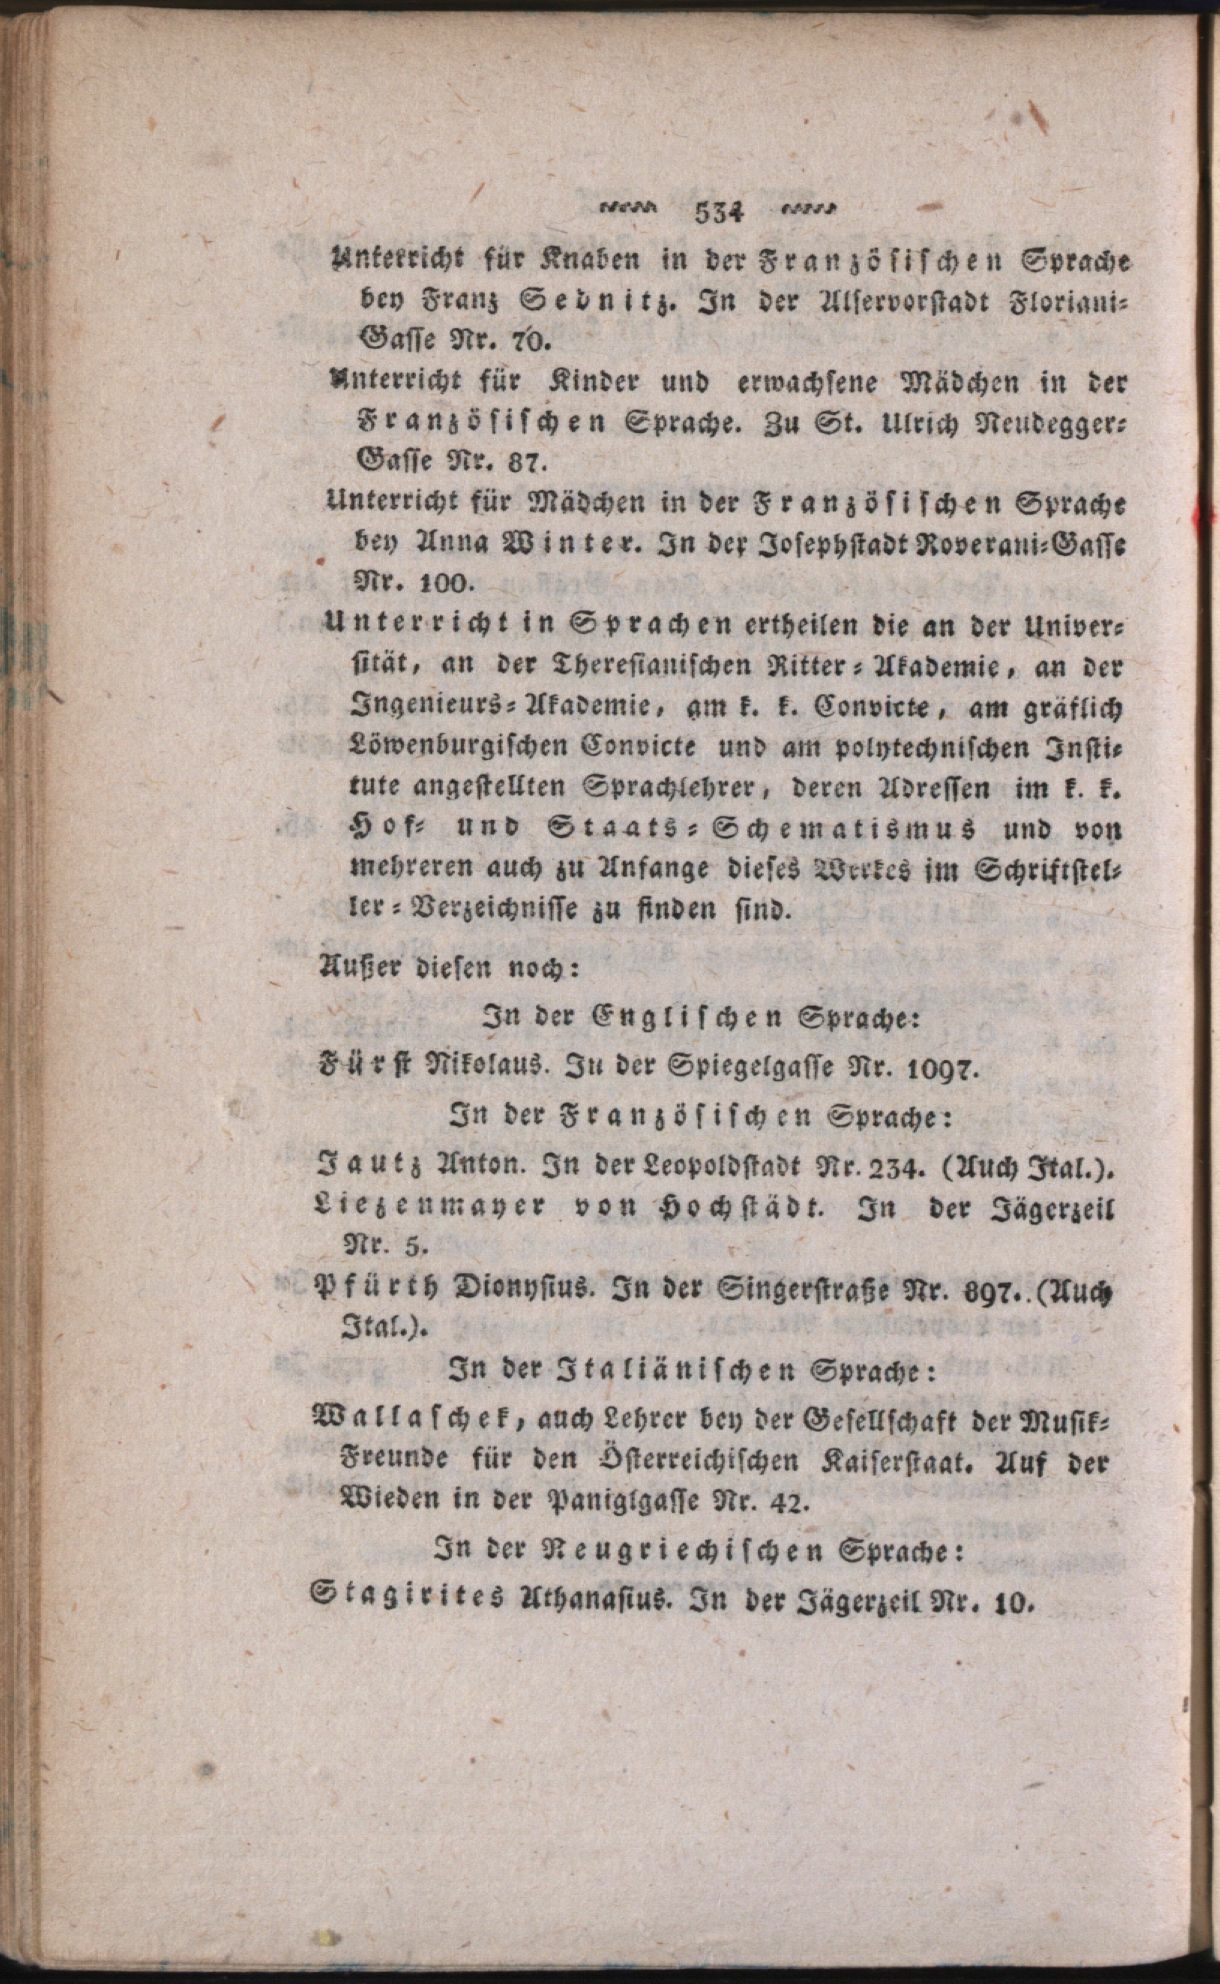 534
Unterricht für Knaben in der Französischen Sprache
bey Franz Sednitz. In der Alservorstadt Floriani-
Gasse Nr. 70.
Unterricht für Kinder und erwachsene Mädchen in der
Französischen Sprache. Zu St. Ulrich Neudegger-
Gasse Nr. 87.
Unterricht für Mädchen in der Französischen Sprache
bey Anna Winter. In der Josephstadt Roverani-Gasse
Nr. 100.
Unterricht in Sprachen ertheilen die an der Univer-
sität, an der Theresianischen Ritter-Akademie, an der
Ingenieurs-Akademie, am k. k. Convicte, am gräflich
Löwenburgischen Convicte und am polytechnischen Insti-
tute angestellten Sprachlehrer, deren Adressen im k. k.
Hof- und Staats-Schematismus und von
mehreren auch zu Anfange dieses Werkes im Schriftstel-
ler-Verzeichnisse zu finden sind.
Außer diesen noch:
In der Englischen Sprache:
Fürst Nikolaus. In der Spiegelgasse Nr. 1097.
In der Französischen Sprache:
Jautz Anton. In der Leopoldstadt Nr. 234. (Auch Ital.).
Liezenmayer von Hochstädt. In der Jägerzeil
Nr. 5.
Pfürth Dionysius. In der Singerstraße Nr. 897. (Auch
Ital.).
In der Italiänischen Sprache:
Wallaschek, auch Lehrer bey der Gesellschaft der Musik-
Freunde für den Österreichischen Kaiserstaat. Auf der
Wieden in der Paniglgasse Nr. 42.
In der Neugriechischen Sprache:
Stagirites Athanasius. In der Jägerzeil Nr. 10.